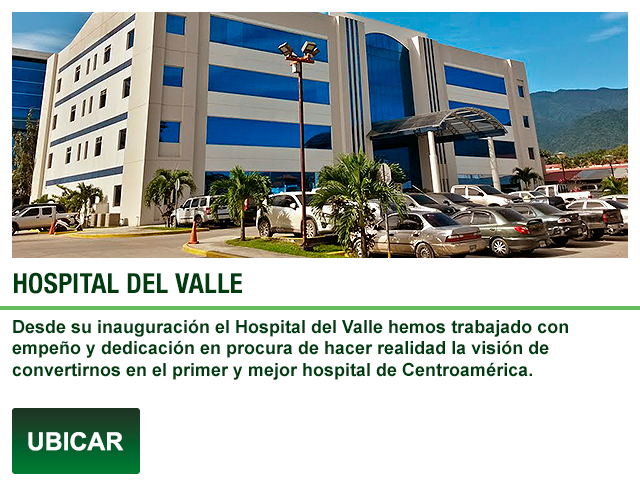 HOSPITAL DEL VALLE
Desde su inauguración el Hospital del Valle hemos trabajado con
empeño y dedicación en procura de hacer realidad la visión de
convertirnos en el primer y mejor hospital de Centroamérica.
UBICAR